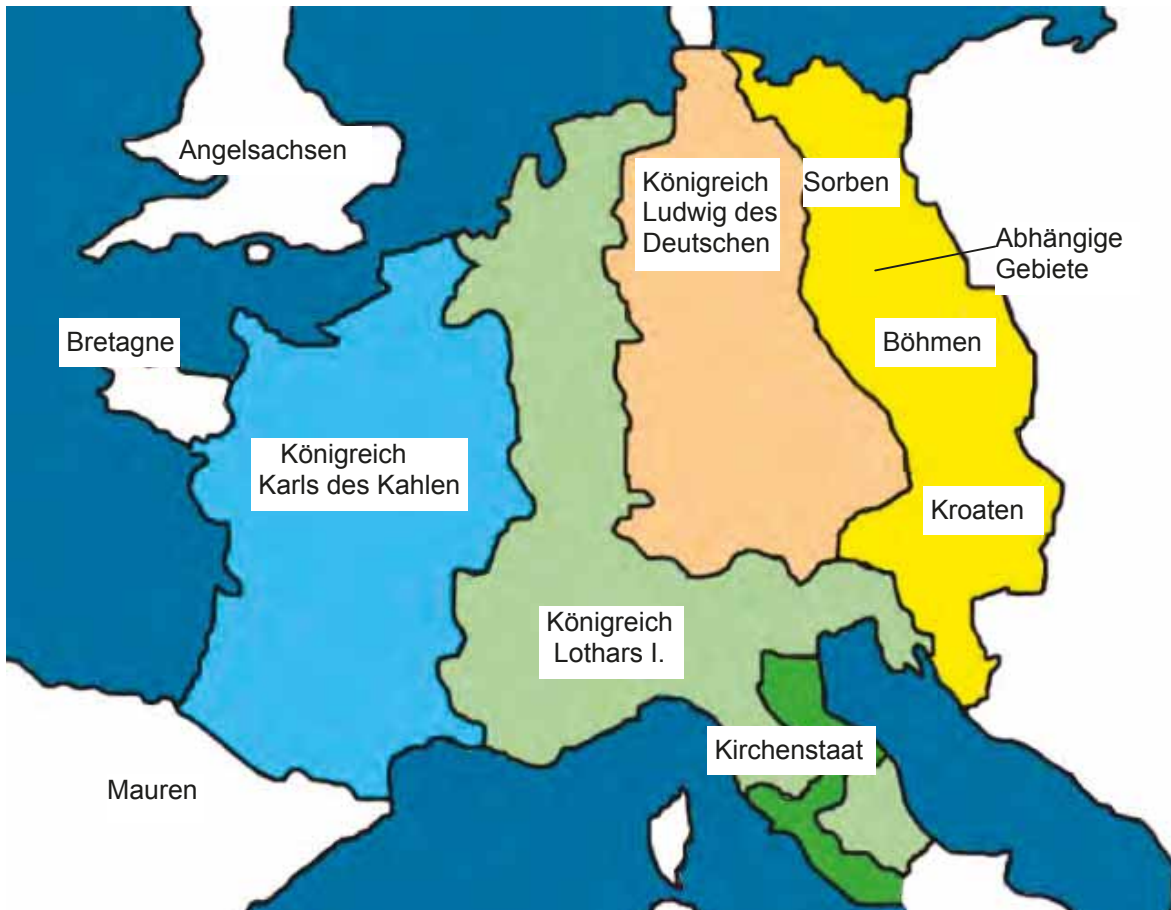 Angelsachsen
Königreich
Ludwig des
Deutschen
Sorben
Abhängige
Gebiete
Bretagne
Böhmen
Königreich
Karls des Kahlen
Kroaten
Königreich
Lothars I.
Kirchenstaat
Mauren